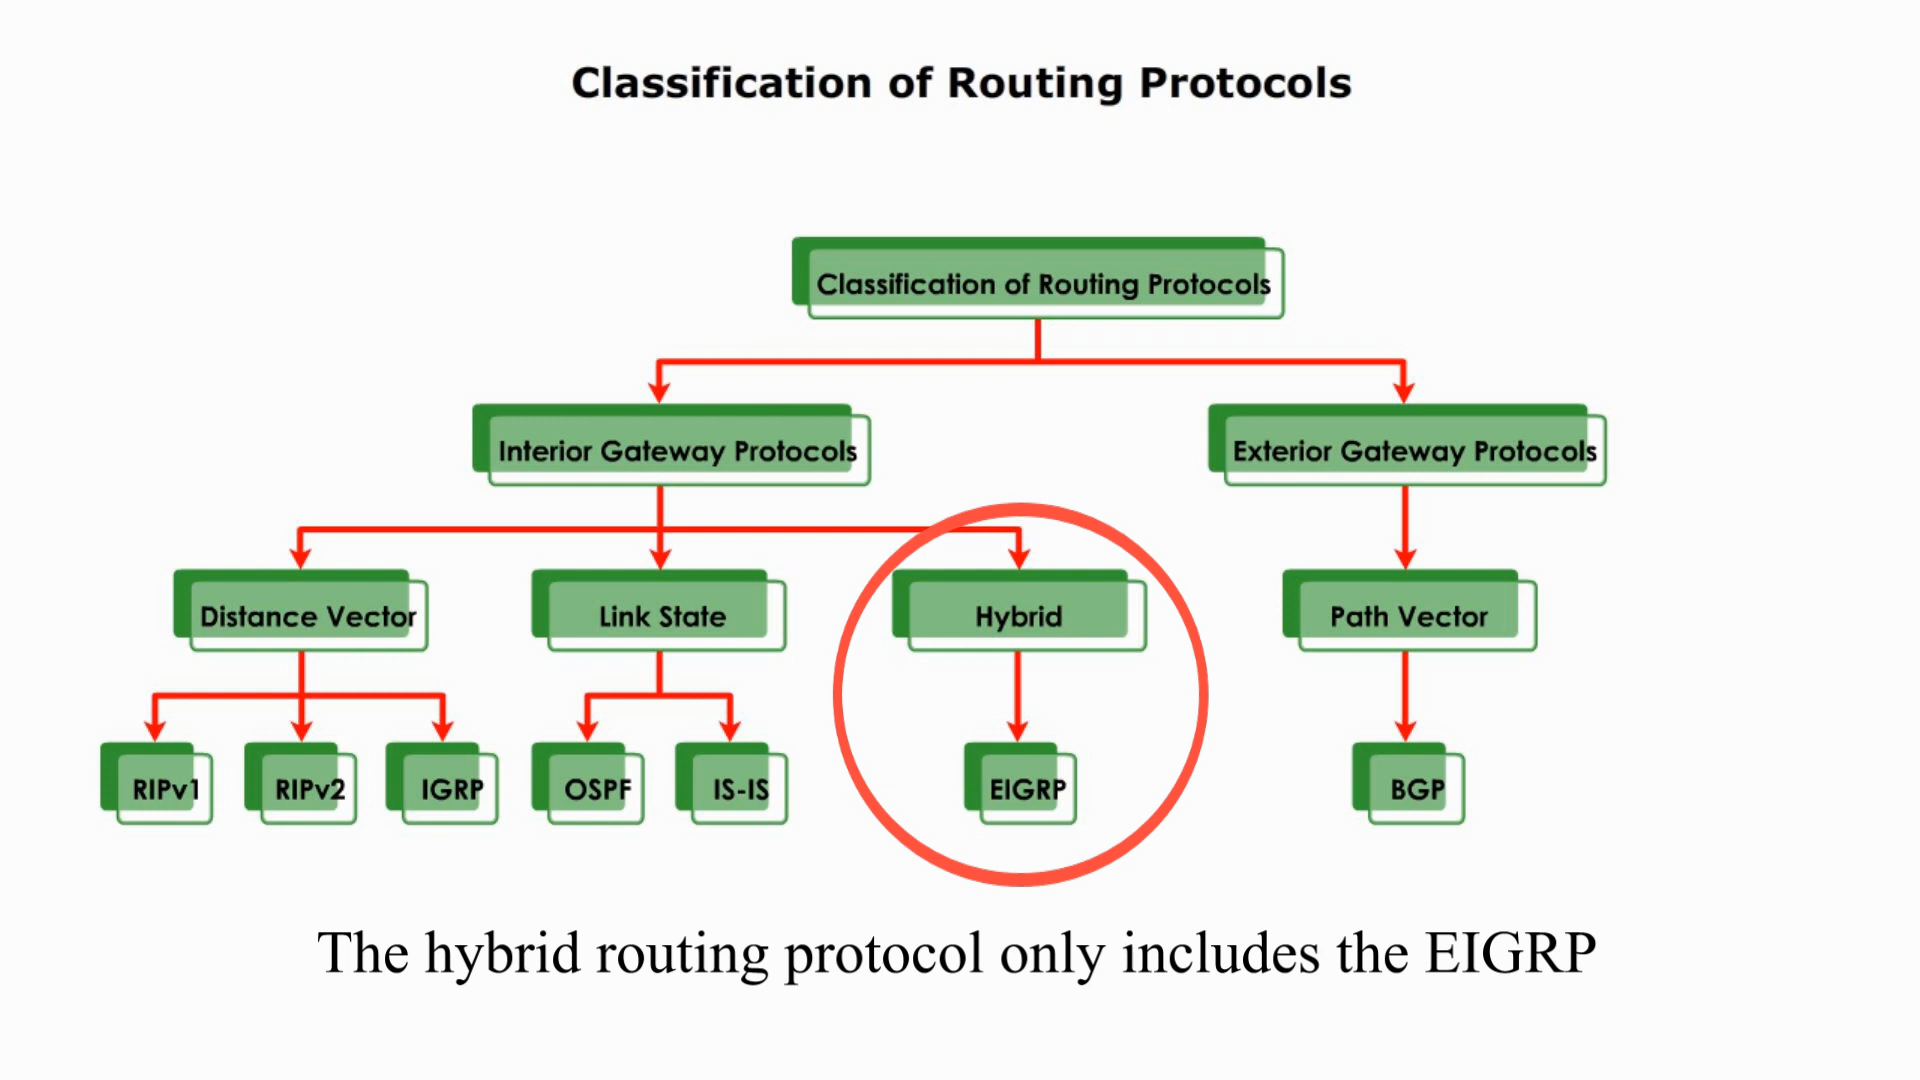 Classification of Routing Protocols
Classification of Routing Protocols
Interior Gateway Protocols
Exterior Gateway Protocols
Distance Vector
Link State
Hybrid
Path Vector
RIPv1
RIPv2
IGRP
OSPF
IS-IS
EIGRP
BGP
The hybrid routing protocol only includes the EIGRP